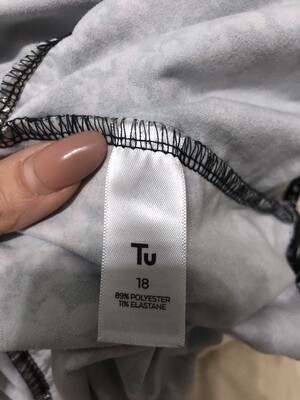 Tu
18
89% POLYESTER
11% ELASTANE